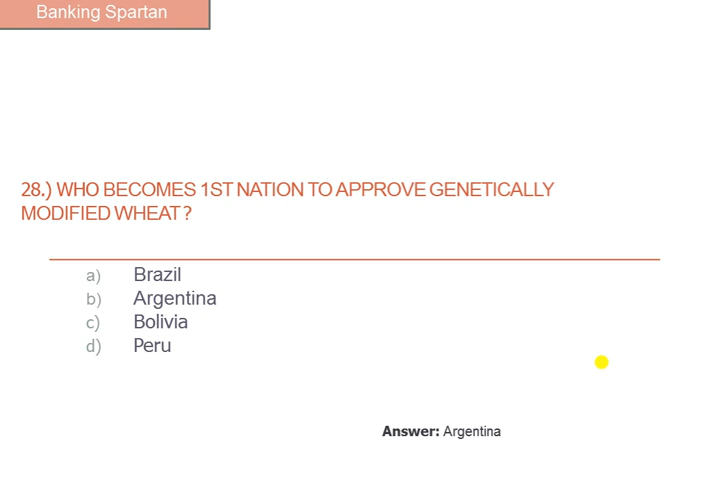 Banking Spartan
28.) WHO BECOMES 1ST NATION TO APPROVE GENETICALLY
MODIFIED WHEAT?
a) Brazil
b) Argentina
c) Bolivia
d) Peru
Answer: Argentina